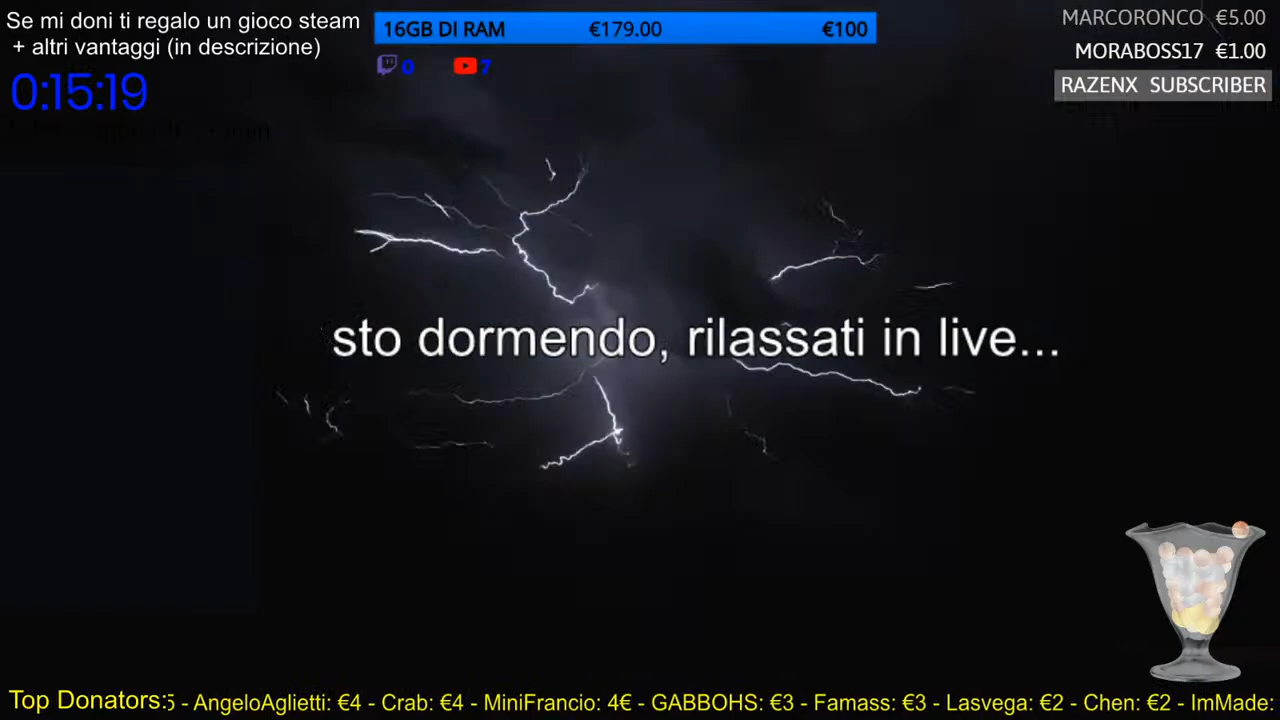 Se mi doni ti regalo un gioco steam
+ altri vantaggi (in descrizione)
0:15:19
16GB DI RAM €179.00 €100
0 7
MARCORONCO €5.00
MORABOSS17 €1.00
RAZENX SUBSCRIBER
sto dormendo, rilassati in live...
Top Donators:5 - AngeloAglietti: €4 - Crab: €4 - MiniFrancio: 4€ - GABBOHS: €3 - Famass: €3 - Lasvega: €2 - Chen: €2 - ImMade: